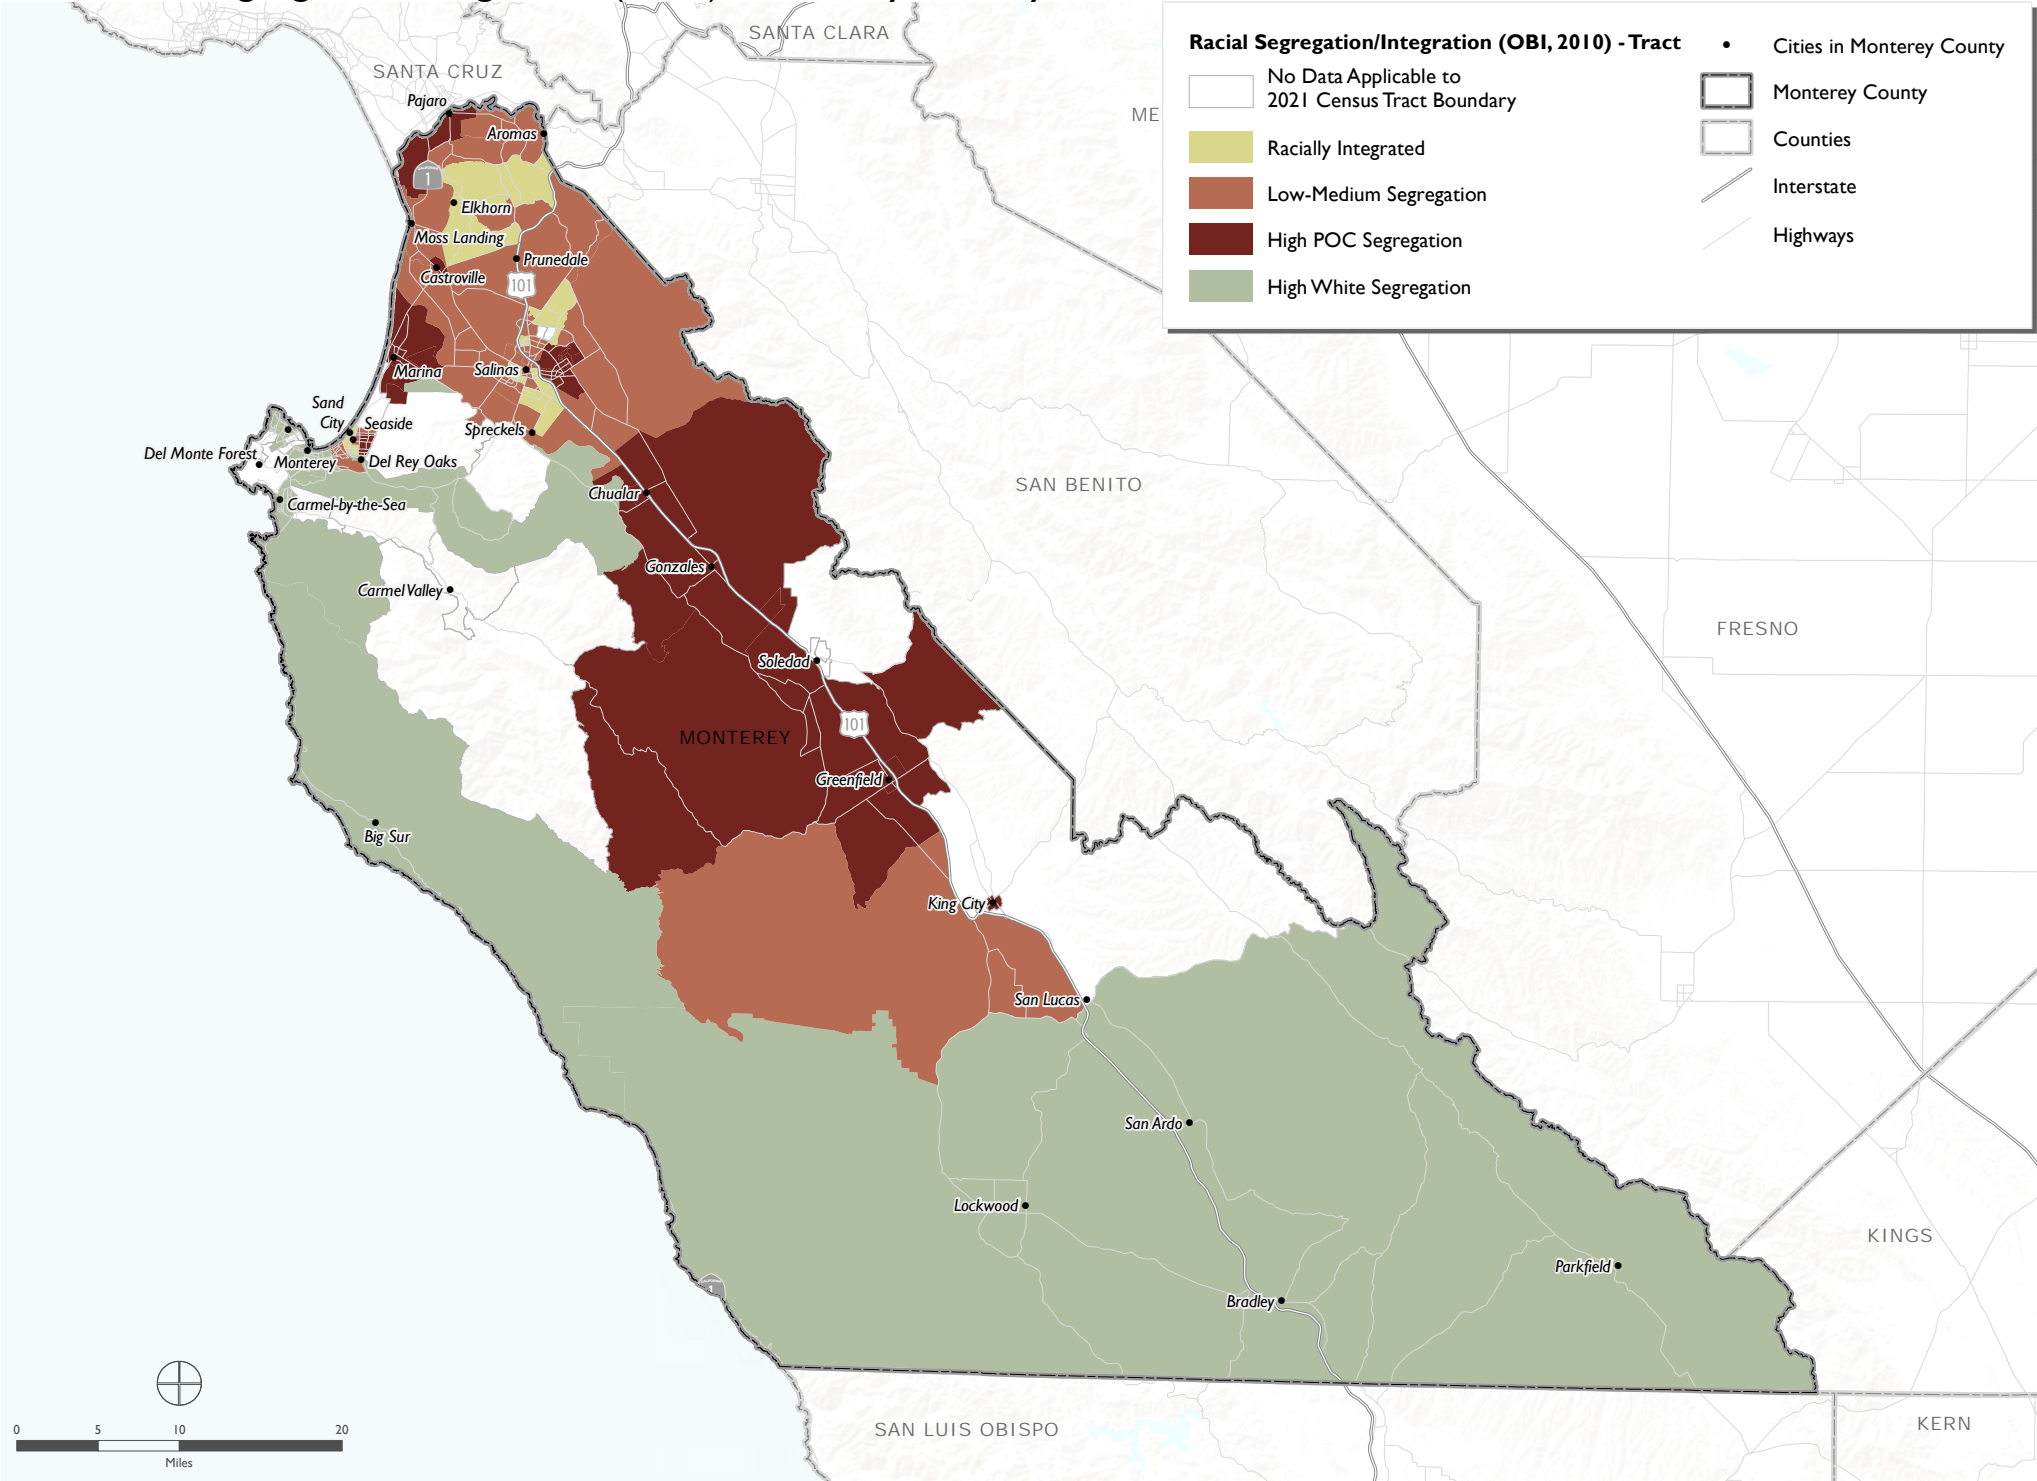 SANTA CLARA
SANTA CRUZ
ME
SAN BENITO
FRESNO
KINGS
KERN
SAN LUIS OBISPO
MONTEREY
Racial Segregation/Integration (OBI, 2010) - Tract
No Data Applicable to
2021 Census Tract Boundary
Racially Integrated
Low-Medium Segregation
High POC Segregation
High White Segregation
Cities in Monterey County
Monterey County
Counties
Interstate
Highways
Pajaro
Aromas
1
Elkhorn
Moss Landing
Prunedale
Castroville
101
Marina
Salinas
Sand
City
Seaside
Spreckels
Del Monte Forest
Monterey
Del Rey Oaks
Chualar
Carmel-by-the-Sea
Gonzales
Carmel Valley
Soledad
101
Greenfield
Big Sur
King City
San Lucas
San Ardo
Lockwood
Parkfield
Bradley
1
0 5 10 20
Miles